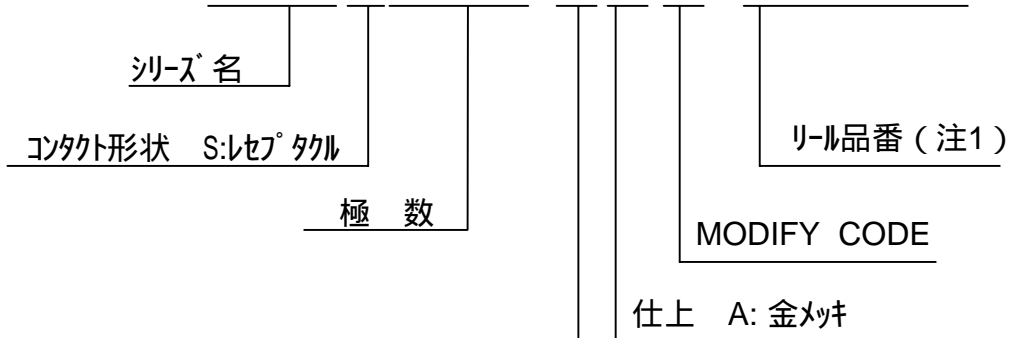 ｼﾘｰｽﾞ名
ｺﾝﾀｸﾄ形状　S:ﾚｾﾌﾟﾀｸﾙ
ﾘｰﾙ品番（注1）
極　数
MODIFY CODE
仕上　A: 金ﾒｯｷ